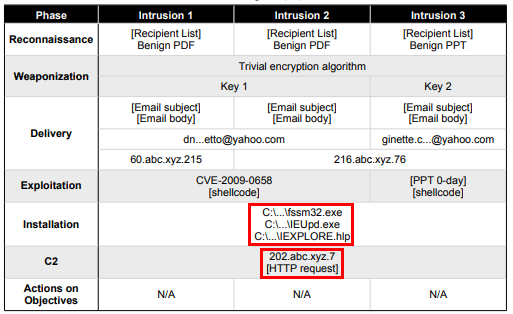 Phase Intrusion 1 Intrusion 2 Intrusion 3
Reconnaissance [Recipient List] [Recipient List] [Recipient List]
Benign PDF Benign PDF Benign PPT
Weaponization Trivial encryption algorithm
Key 1 Key 2
Delivery [Email subject] [Email subject] [Email subject]
[Email body] [Email body] [Email body]
dn...etto@yahoo.com ginette.c...@yahoo.com
60.abc.xyz.215 216.abc.xyz.76
Exploitation CVE-2009-0658 [PPT 0-day]
[shellcode] [shellcode]
Installation C:\...\fssm32.exe
C:\...\IEUpd.exe
C:\...\IEXPLORE.hlp
C2 202.abc.xyz.7
[HTTP request]
Actions on Objectives N/A N/A N/A